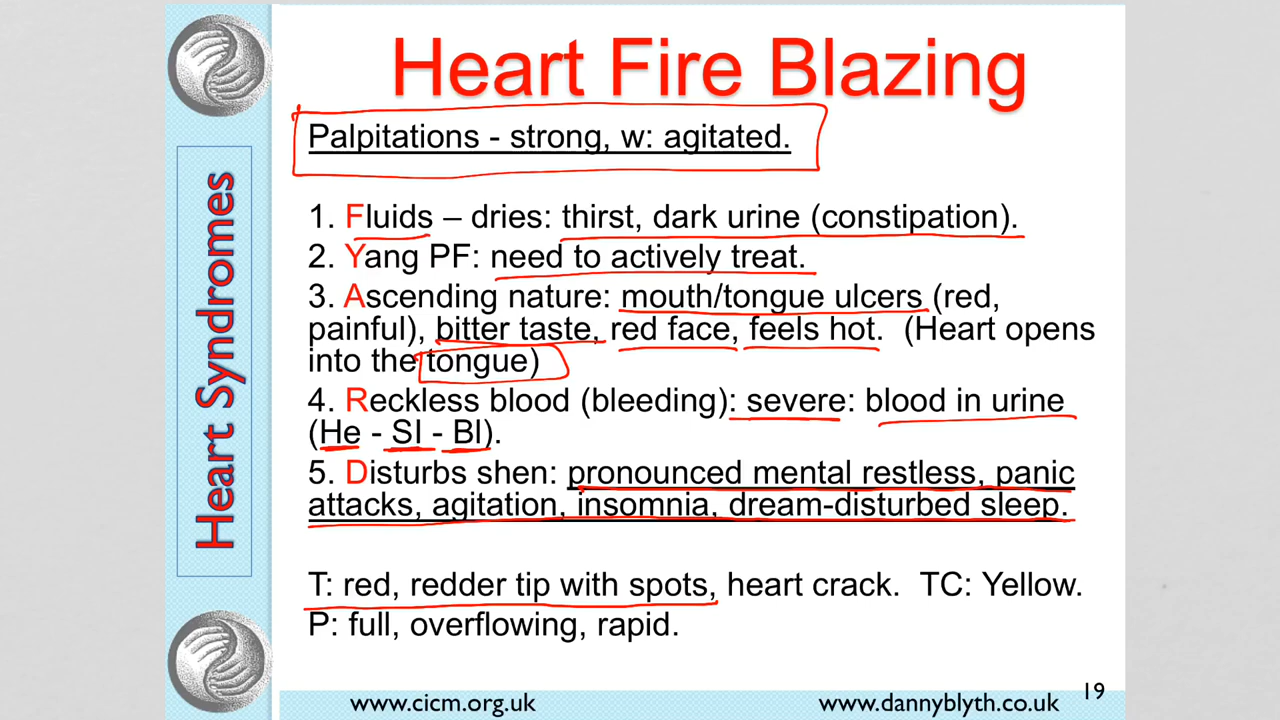 Heart Fire Blazing
Heart Syndromes
Palpitations - strong, w: agitated.
1. Fluids – dries: thirst, dark urine (constipation).
2. Yang PF: need to actively treat.
3. Ascending nature: mouth/tongue ulcers (red,
painful), bitter taste, red face, feels hot. (Heart opens
into the tongue)
4. Reckless blood (bleeding): severe: blood in urine
(He - SI - Bl).
5. Disturbs shen: pronounced mental restless, panic
attacks, agitation, insomnia, dream-disturbed sleep.
T: red, redder tip with spots, heart crack. TC: Yellow.
P: full, overflowing, rapid.
www.cicm.org.uk
www.dannyblyth.co.uk
19